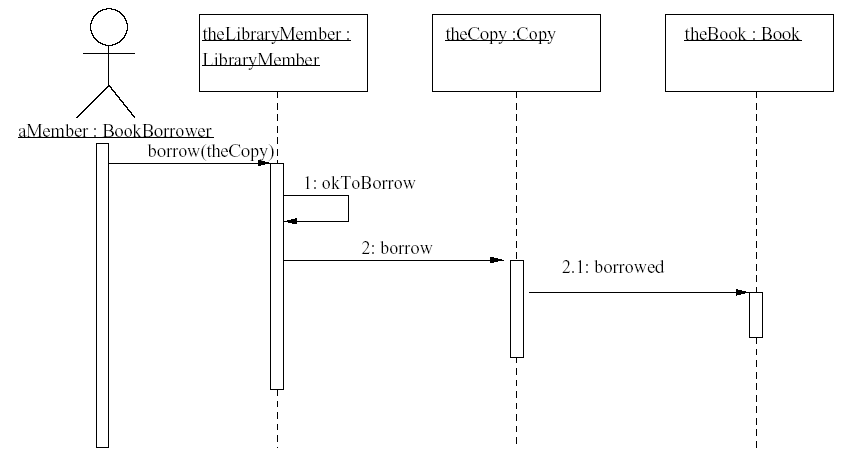 theLibraryMember :
LibraryMember
theCopy :Copy
theBook : Book
aMember : BookBorrower
borrow(theCopy)
1: okToBorrow
2: borrow
2.1: borrowed